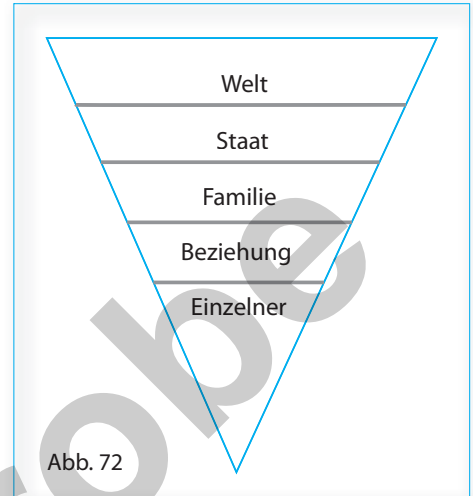 Welt
Staat
Familie
Beziehung
Einzelner
Abb. 72